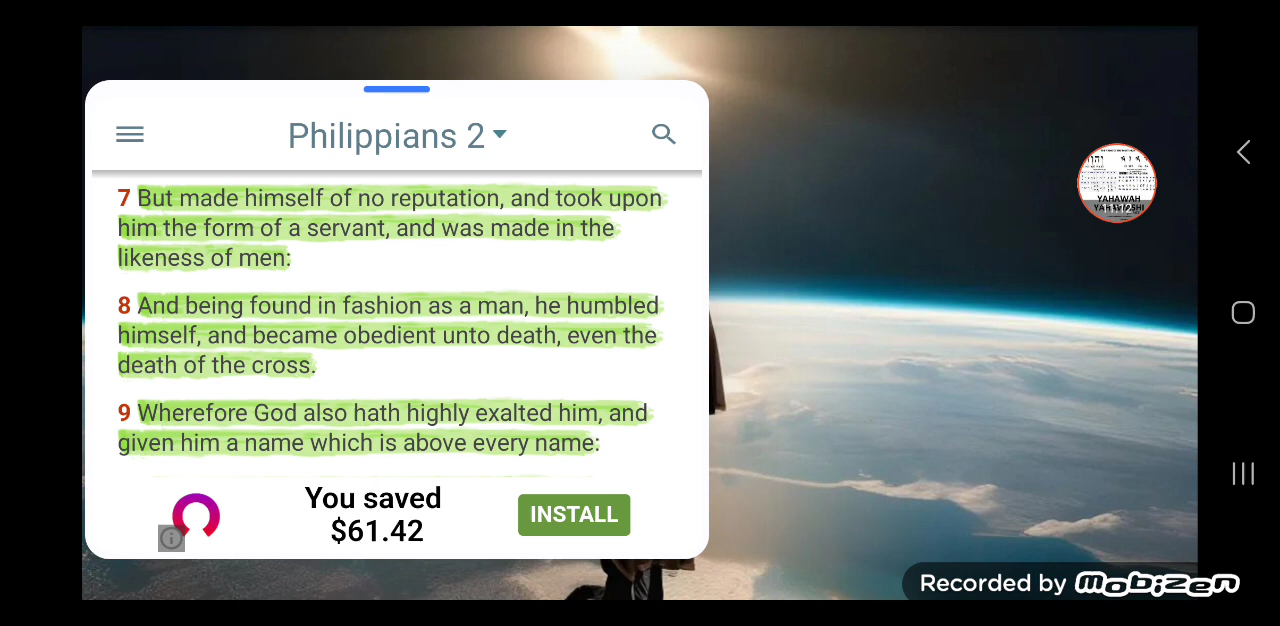 Philippians 2
7 But made himself of no reputation, and took upon
him the form of a servant, and was made in the
likeness of men:
8 And being found in fashion as a man, he humbled
himself, and became obedient unto death, even the
death of the cross.
9 Wherefore God also hath highly exalted him, and
given him a name which is above every name:
You saved
$61.42
INSTALL
YAHAWAH
Recorded by Mobizen